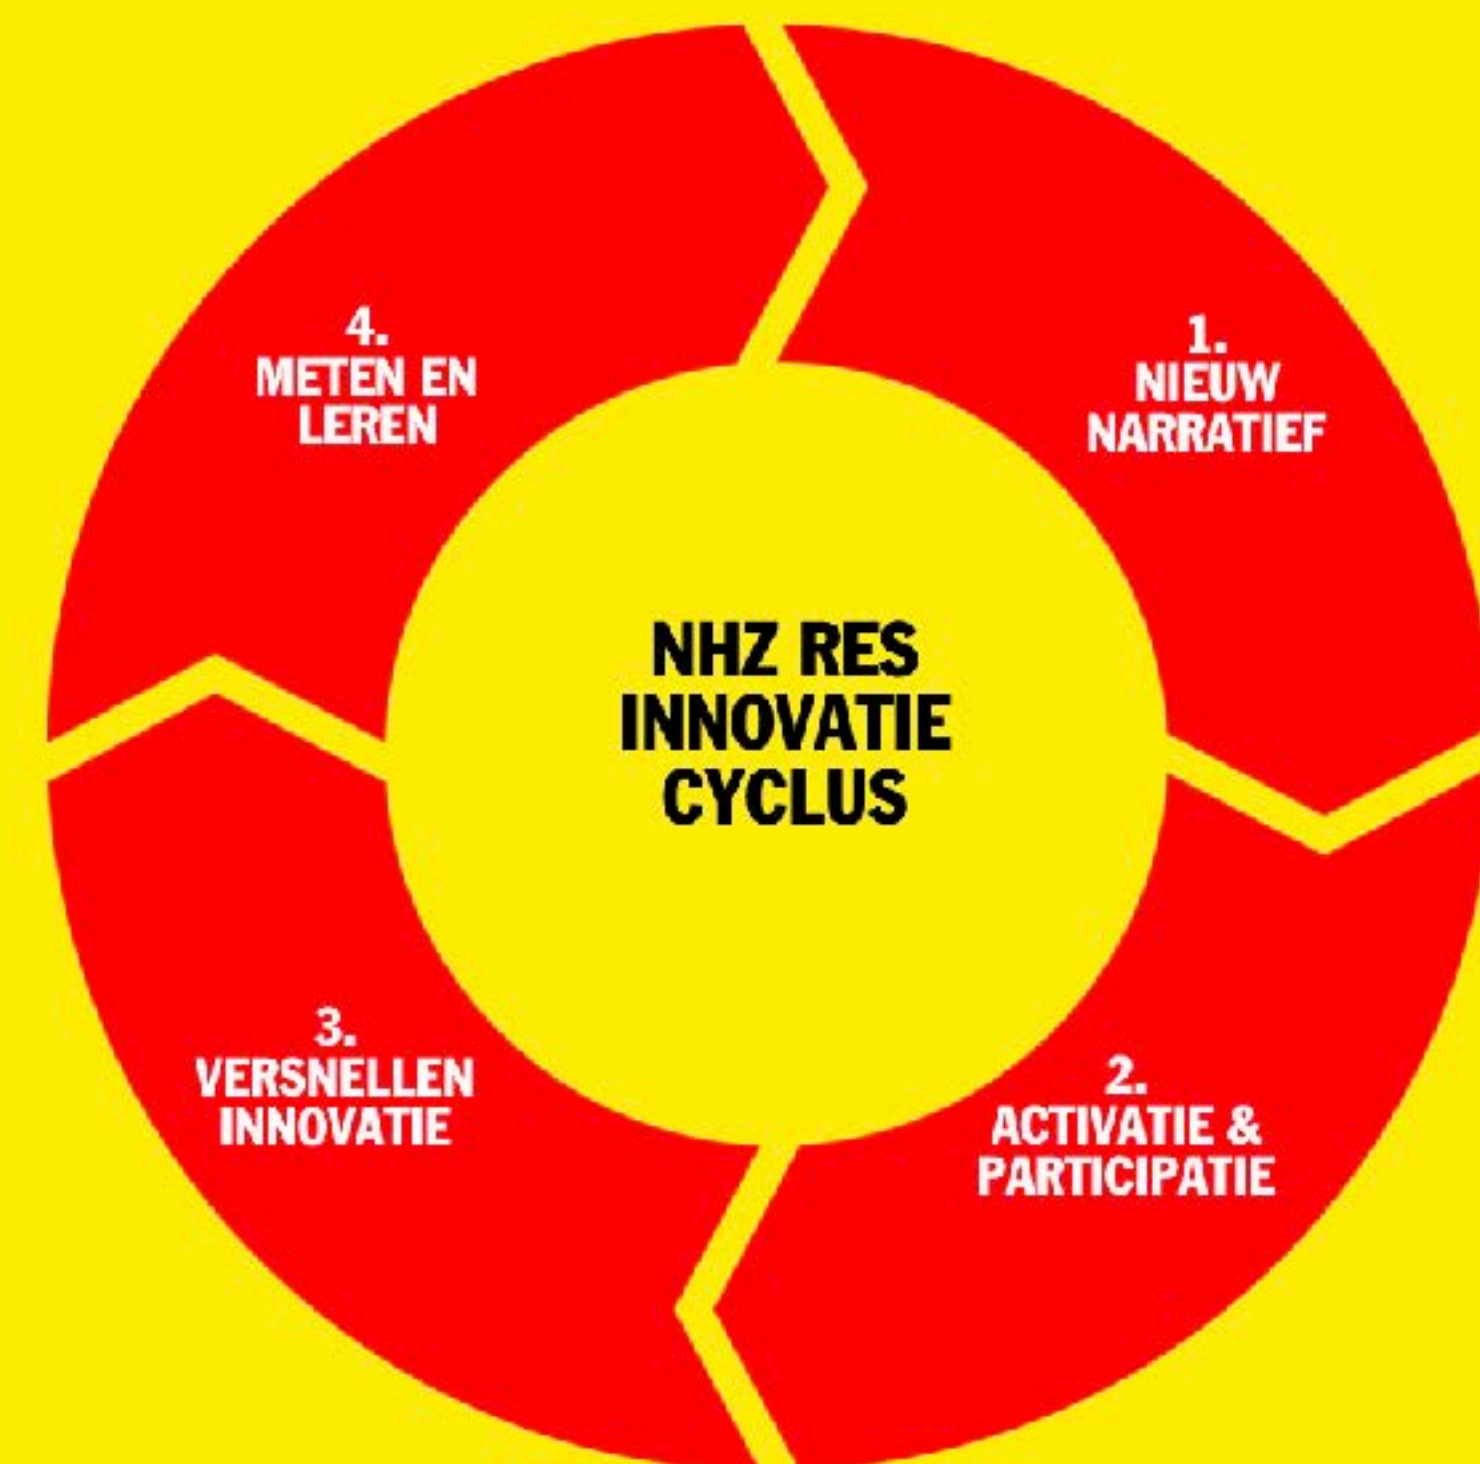 NHZ RES
INNOVATIE
CYCLUS
1.
NIEUW
NARRATIEF
2.
ACTIVATIE &
PARTICIPATIE
3.
VERSNELLEN
INNOVATIE
4.
METEN EN
LEREN